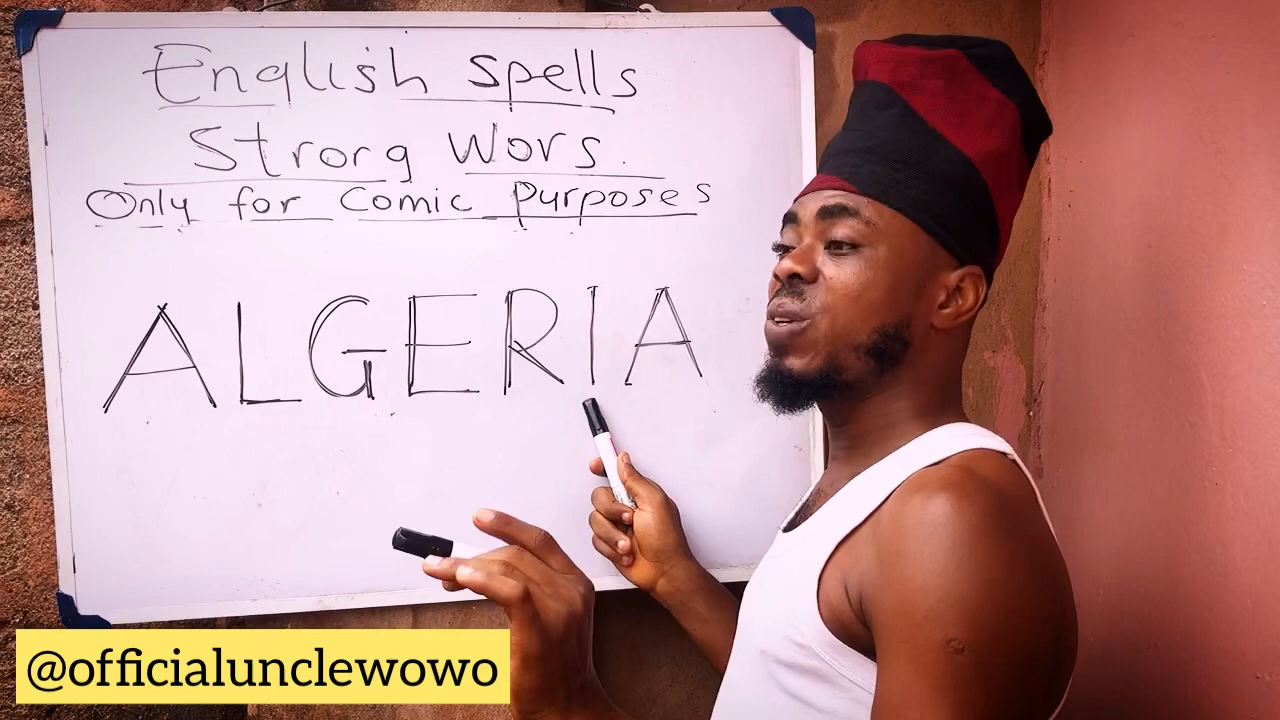 English spells
Strorg Wors.
Only for Comic Purposes
ALGERIA
@officialunclewowo